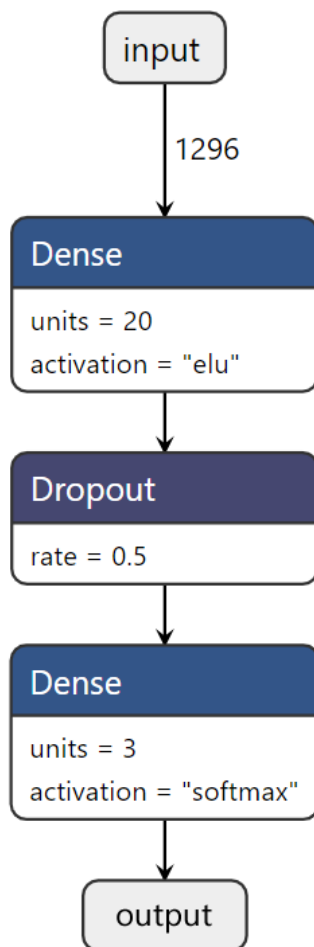 input
1296
Dense
units = 20
activation = "elu"
Dropout
rate = 0.5
Dense
units = 3
activation = "softmax"
output